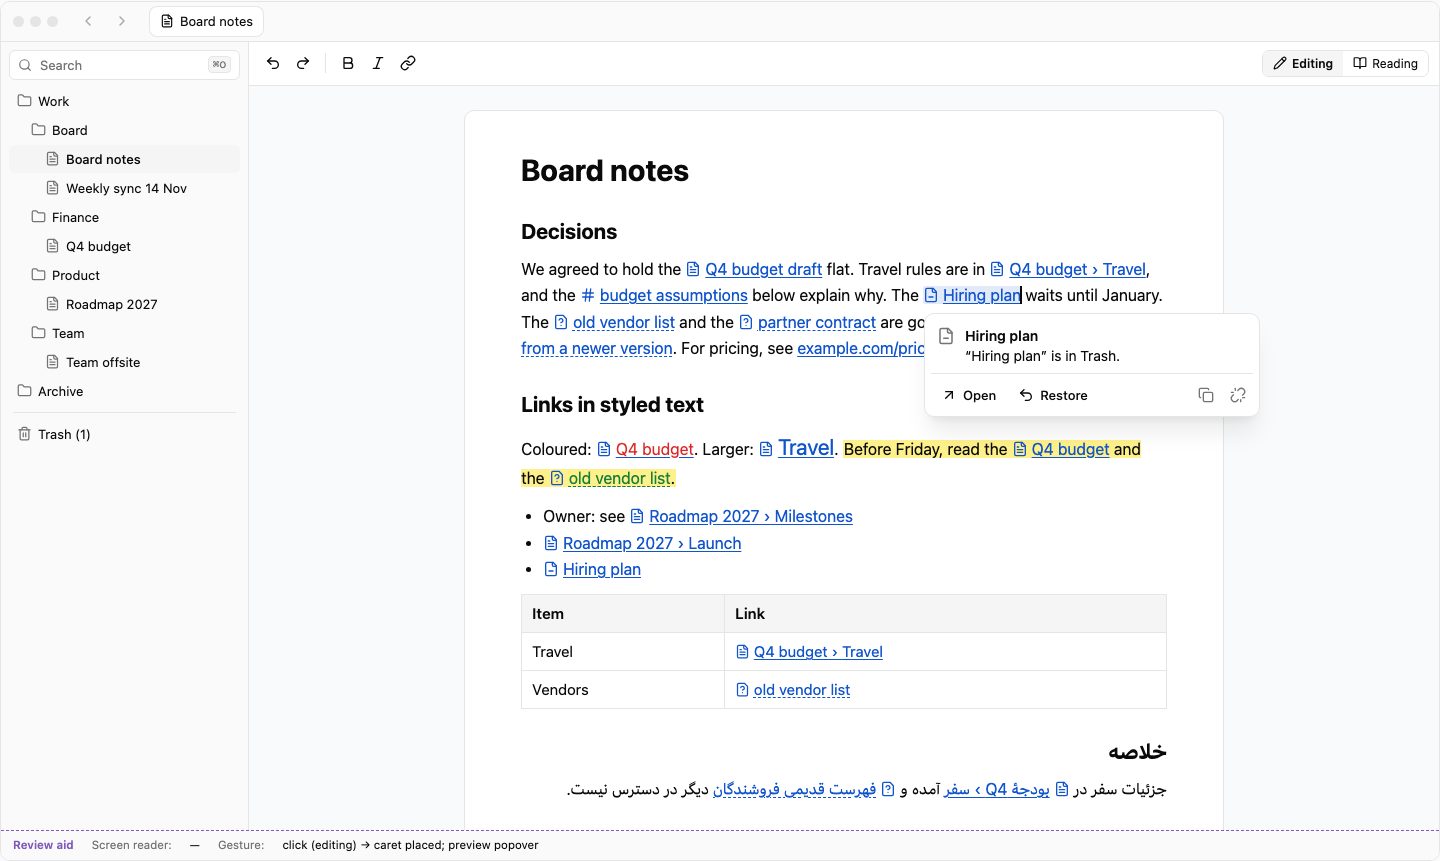 Board notes
Search ⌘O
Work
Board
Board notes
Weekly sync 14 Nov
Finance
Q4 budget
Product
Roadmap 2027
Team
Team offsite
Archive
Trash (1)
B I
Editing Reading
Board notes
Decisions
We agreed to hold the Q4 budget draft flat. Travel rules are in Q4 budget › Travel,
and the # budget assumptions below explain why. The Hiring plan waits until January.
The old vendor list and the partner contract are go
from a newer version. For pricing, see example.com/pric
Hiring plan
“Hiring plan” is in Trash.
Open Restore
Links in styled text
Coloured: Q4 budget. Larger: Travel. Before Friday, read the Q4 budget and
the old vendor list.
• Owner: see Roadmap 2027 › Milestones
• Roadmap 2027 › Launch
• Hiring plan
Item Link
Travel Q4 budget › Travel
Vendors old vendor list
خلاصه
جزئیات سفر در بودجهٔ Q4 › سفر آمده و فهرست قدیمی فروشندگان دیگر در دسترس نیست.
Review aid Screen reader: — Gesture: click (editing) → caret placed; preview popover